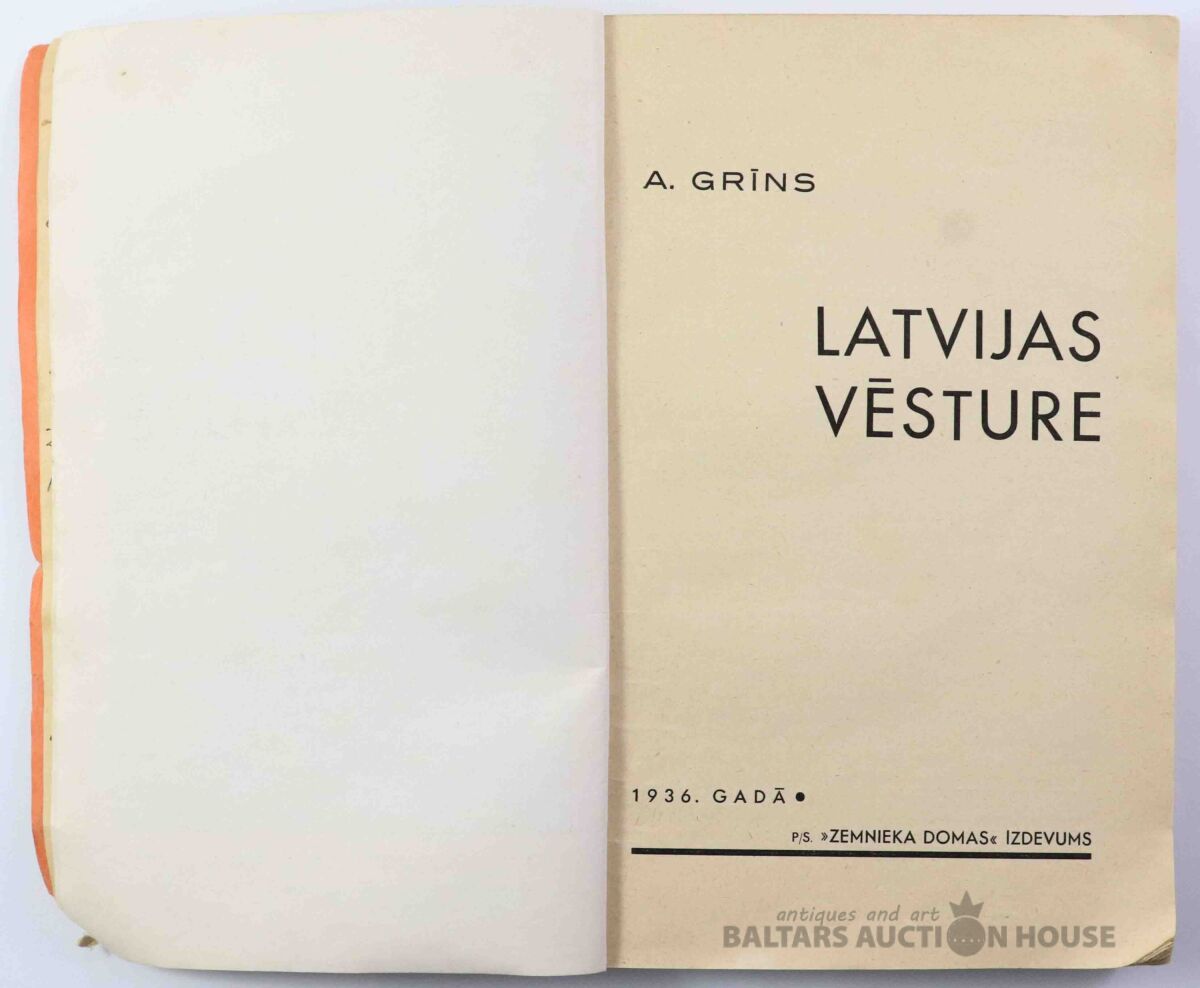 A. GRĪNS
LATVIJAS
VĒSTURE
1936. GADĀ •
P/S. »ZEMNIEKA DOMAS« IZDEVUMS
antiques and art
BALTARS AUCTION HOUSE